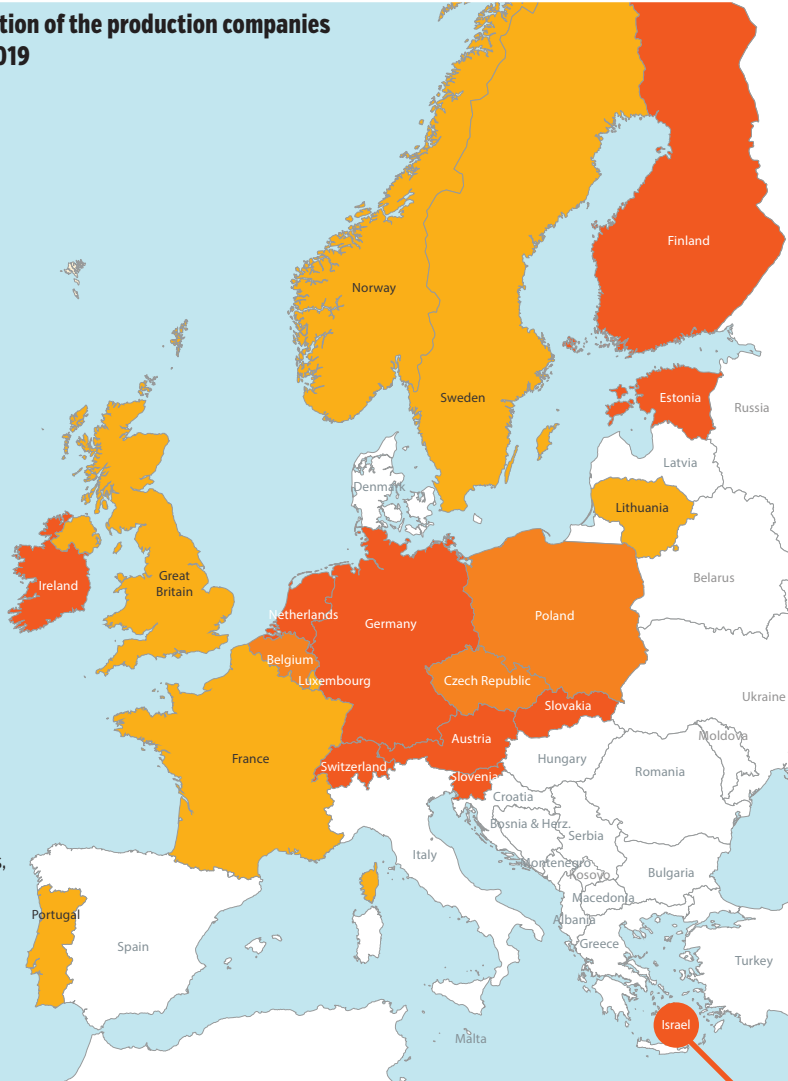 tion of the production companies
019
Finland
Norway
Sweden
Estonia
Russia
Latvia
Denmark
Lithuania
Belarus
Ireland
Great
Britain
Netherlands
Germany
Poland
Belgium
Luxembourg
Czech Republic
Slovakia
Ukraine
Moldova
Austria
France
Switzerland
Hungary
Romania
Slovenia
Croatia
Bosnia & Herz.
Serbia
Italy
Montenegro
Kosovo
Bulgaria
s,
Macedonia
Portugal
Albania
Spain
Greece
Turkey
Israel
Malta